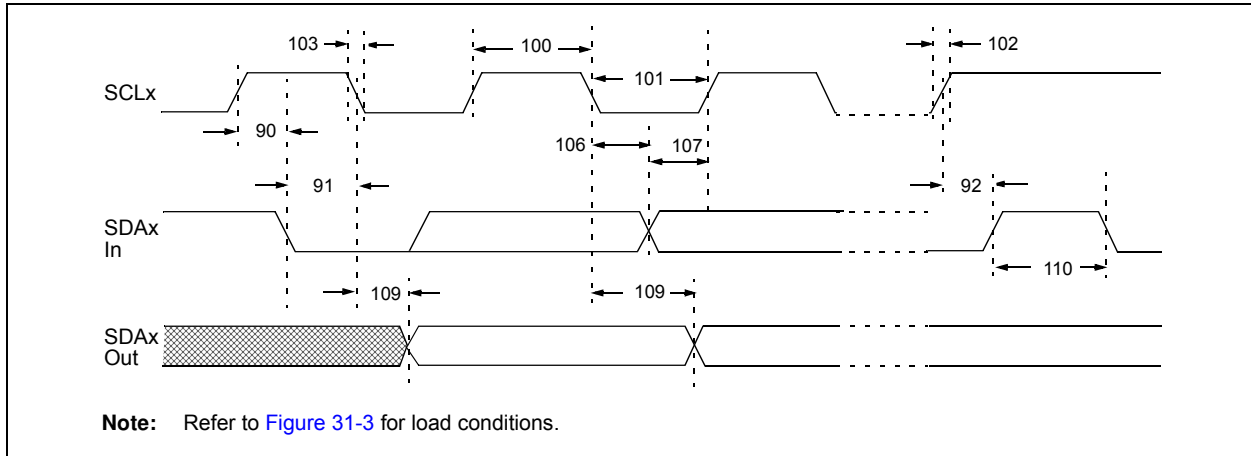 103
100
102
101
SCLx
90
106
107
91
92
SDAx
In
110
109
109
SDAx
Out
Note: Refer to Figure 31-3 for load conditions.